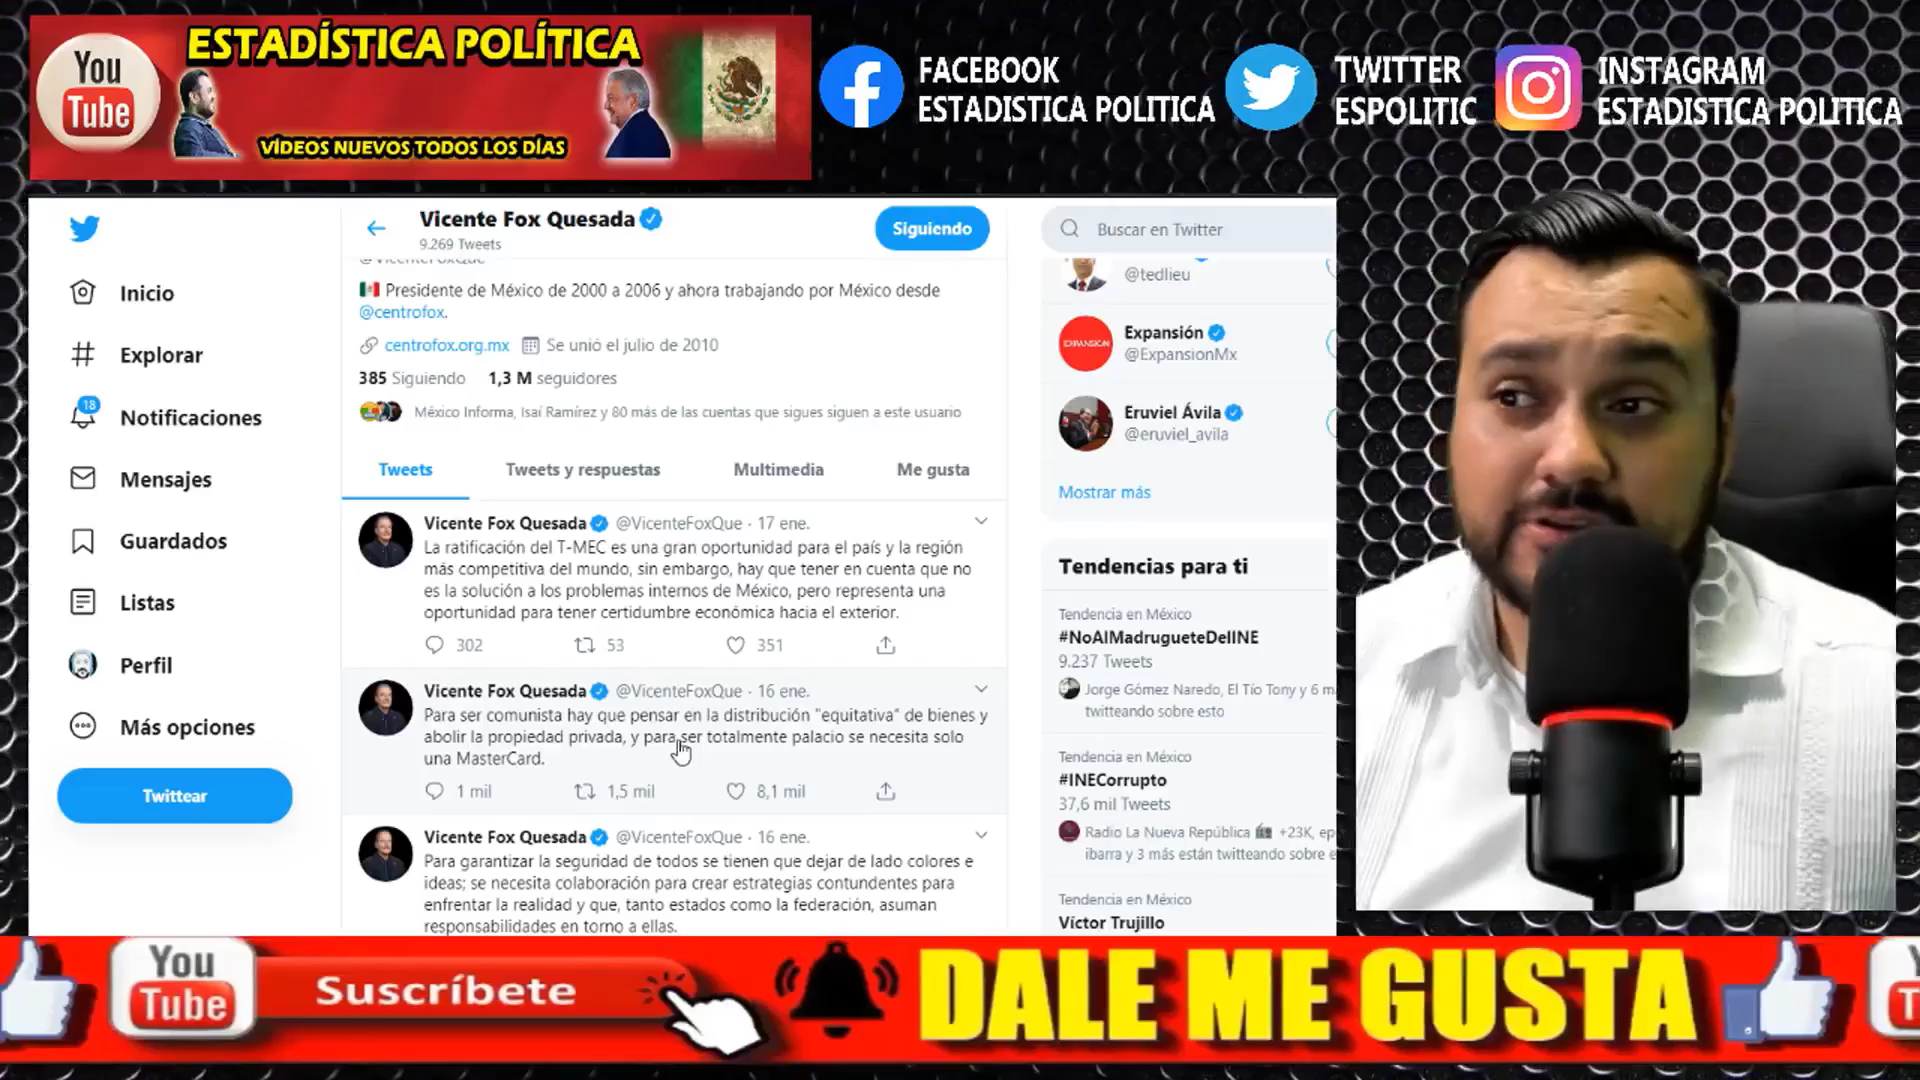 You
Tube
ESTADÍSTICA POLÍTICA
VÍDEOS NUEVOS TODOS LOS DÍAS
FACEBOOK
ESTADISTICA POLITICA
TWITTER
ESPOLITIC
INSTAGRAM
ESTADISTICA POLITICA
Inicio
Explorar
18
Notificaciones
Mensajes
Guardados
Listas
Perfil
Más opciones
Twittear
Vicente Fox Quesada
9.269 Tweets
Siguiendo
@VicenteFoxQue
Presidente de México de 2000 a 2006 y ahora trabajando por México desde
@centrofox.
centrofox.org.mx Se unió el julio de 2010
385 Siguiendo 1,3 M seguidores
México Informa, Isaí Ramírez y 80 más de las cuentas que sigues siguen a este usuario
Tweets Tweets y respuestas Multimedia Me gusta
Vicente Fox Quesada @VicenteFoxQue · 17 ene.
La ratificación del T-MEC es una gran oportunidad para el país y la región
más competitiva del mundo, sin embargo, hay que tener en cuenta que no
es la solución a los problemas internos de México, pero representa una
oportunidad para tener certidumbre económica hacia el exterior.
302 53 351
Vicente Fox Quesada @VicenteFoxQue · 16 ene.
Para ser comunista hay que pensar en la distribución "equitativa" de bienes y
abolir la propiedad privada, y para ser totalmente palacio se necesita solo
una MasterCard.
1 mil 1,5 mil 8,1 mil
Vicente Fox Quesada @VicenteFoxQue · 16 ene.
Para garantizar la seguridad de todos se tienen que dejar de lado colores e
ideas; se necesita colaboración para crear estrategias contundentes para
enfrentar la realidad y que, tanto estados como la federación, asuman
responsabilidades en torno a ellas.
Buscar en Twitter
@tedlieu
Expansión
EXPANSIÓN
@ExpansionMx
Eruviel Ávila
@eruviel_avila
Mostrar más
Tendencias para ti
Tendencia en México
#NoAlMadrugueteDelINE
9.237 Tweets
Jorge Gómez Naredo, El Tío Tony y 6 m
twitteando sobre esto
Tendencia en México
#INECorrupto
37,6 mil Tweets
Radio La Nueva República +23K, ep
ibarra y 3 más están twitteando sobre e
Tendencia en México
Víctor Trujillo
You
Tube
Suscríbete
DALE ME GUSTA